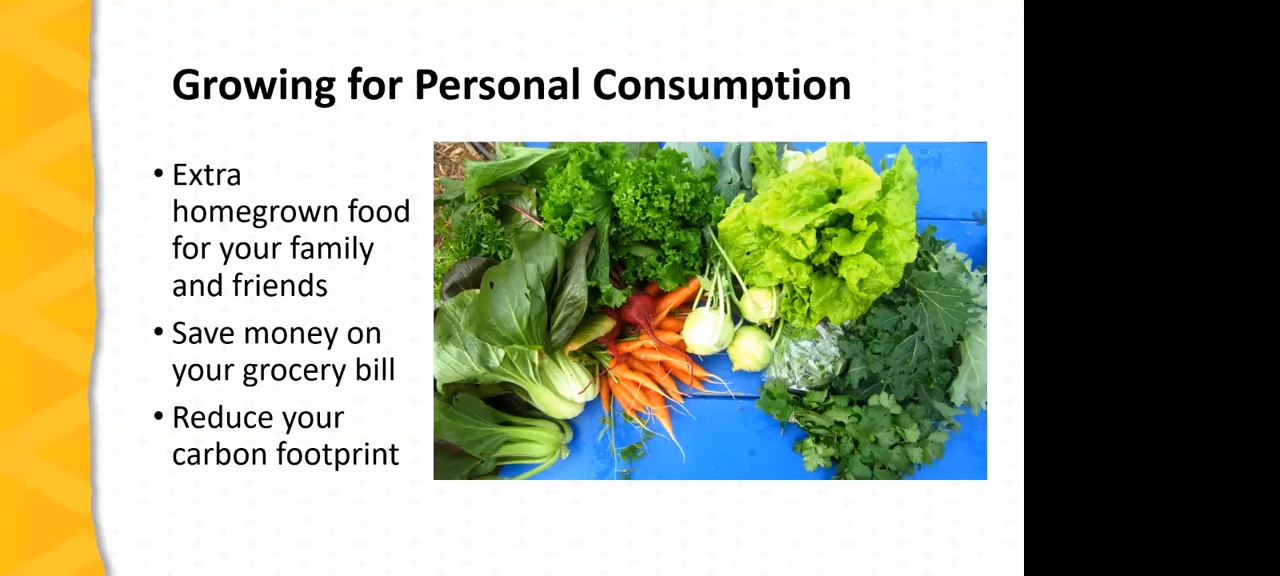 Growing for Personal Consumption
• Extra
homegrown food
for your family
and friends
• Save money on
your grocery bill
• Reduce your
carbon footprint